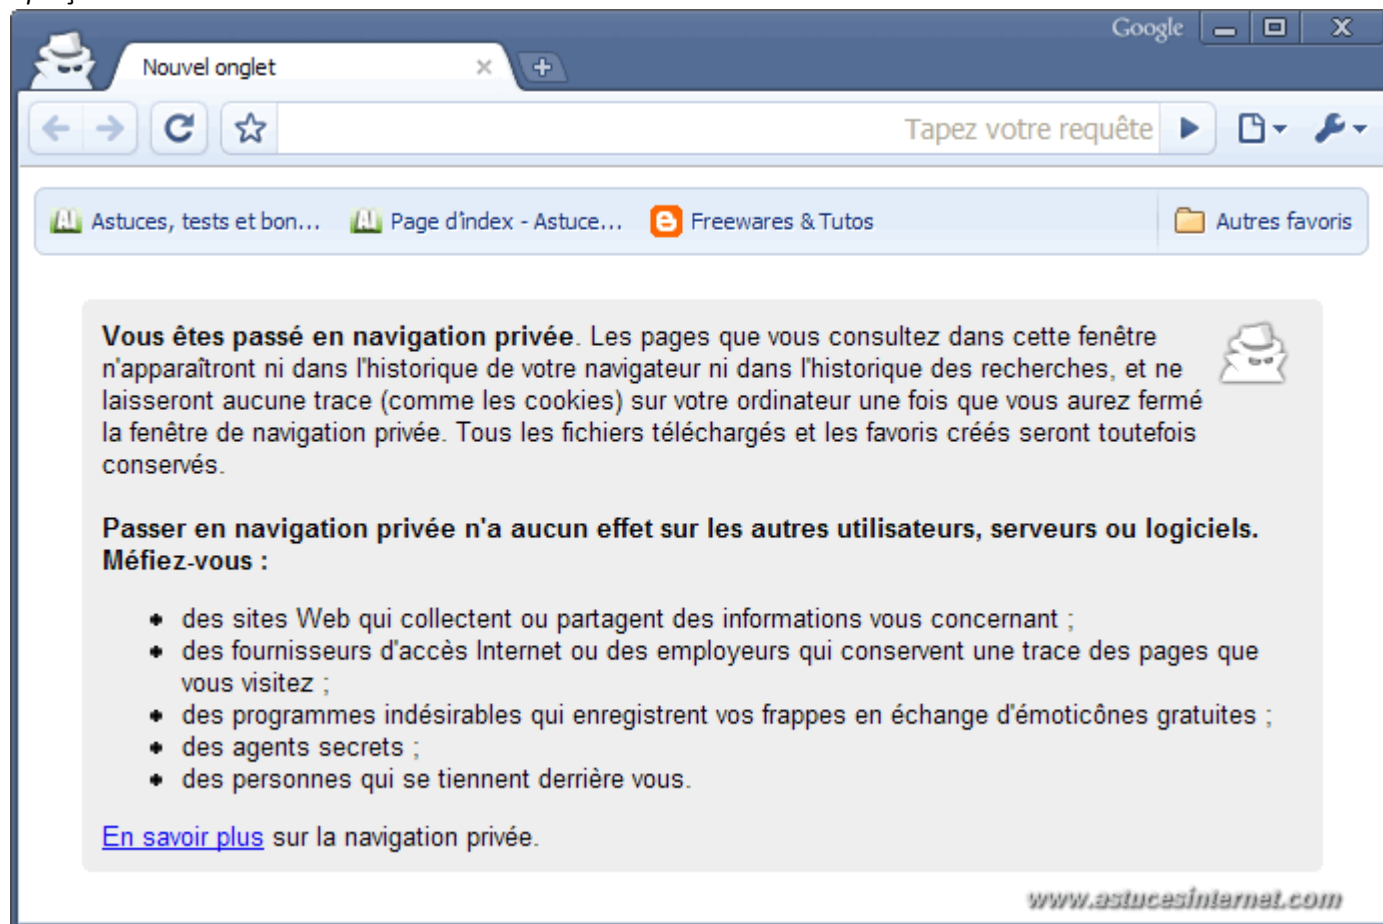 Google
Nouvel onglet
Tapez votre requête
Astuces, tests et bon... Page d'index - Astuce... Freewares & Tutos Autres favoris
Vous êtes passé en navigation privée. Les pages que vous consultez dans cette fenêtre
n'apparaîtront ni dans l'historique de votre navigateur ni dans l'historique des recherches, et ne
laisseront aucune trace (comme les cookies) sur votre ordinateur une fois que vous aurez fermé
la fenêtre de navigation privée. Tous les fichiers téléchargés et les favoris créés seront toutefois
conservés.
Passer en navigation privée n'a aucun effet sur les autres utilisateurs, serveurs ou logiciels.
Méfiez-vous :
des sites Web qui collectent ou partagent des informations vous concernant ;
des fournisseurs d'accès Internet ou des employeurs qui conservent une trace des pages que
vous visitez ;
des programmes indésirables qui enregistrent vos frappes en échange d'émoticônes gratuites ;
des agents secrets ;
des personnes qui se tiennent derrière vous.
En savoir plus sur la navigation privée.
www.astucesinternet.com